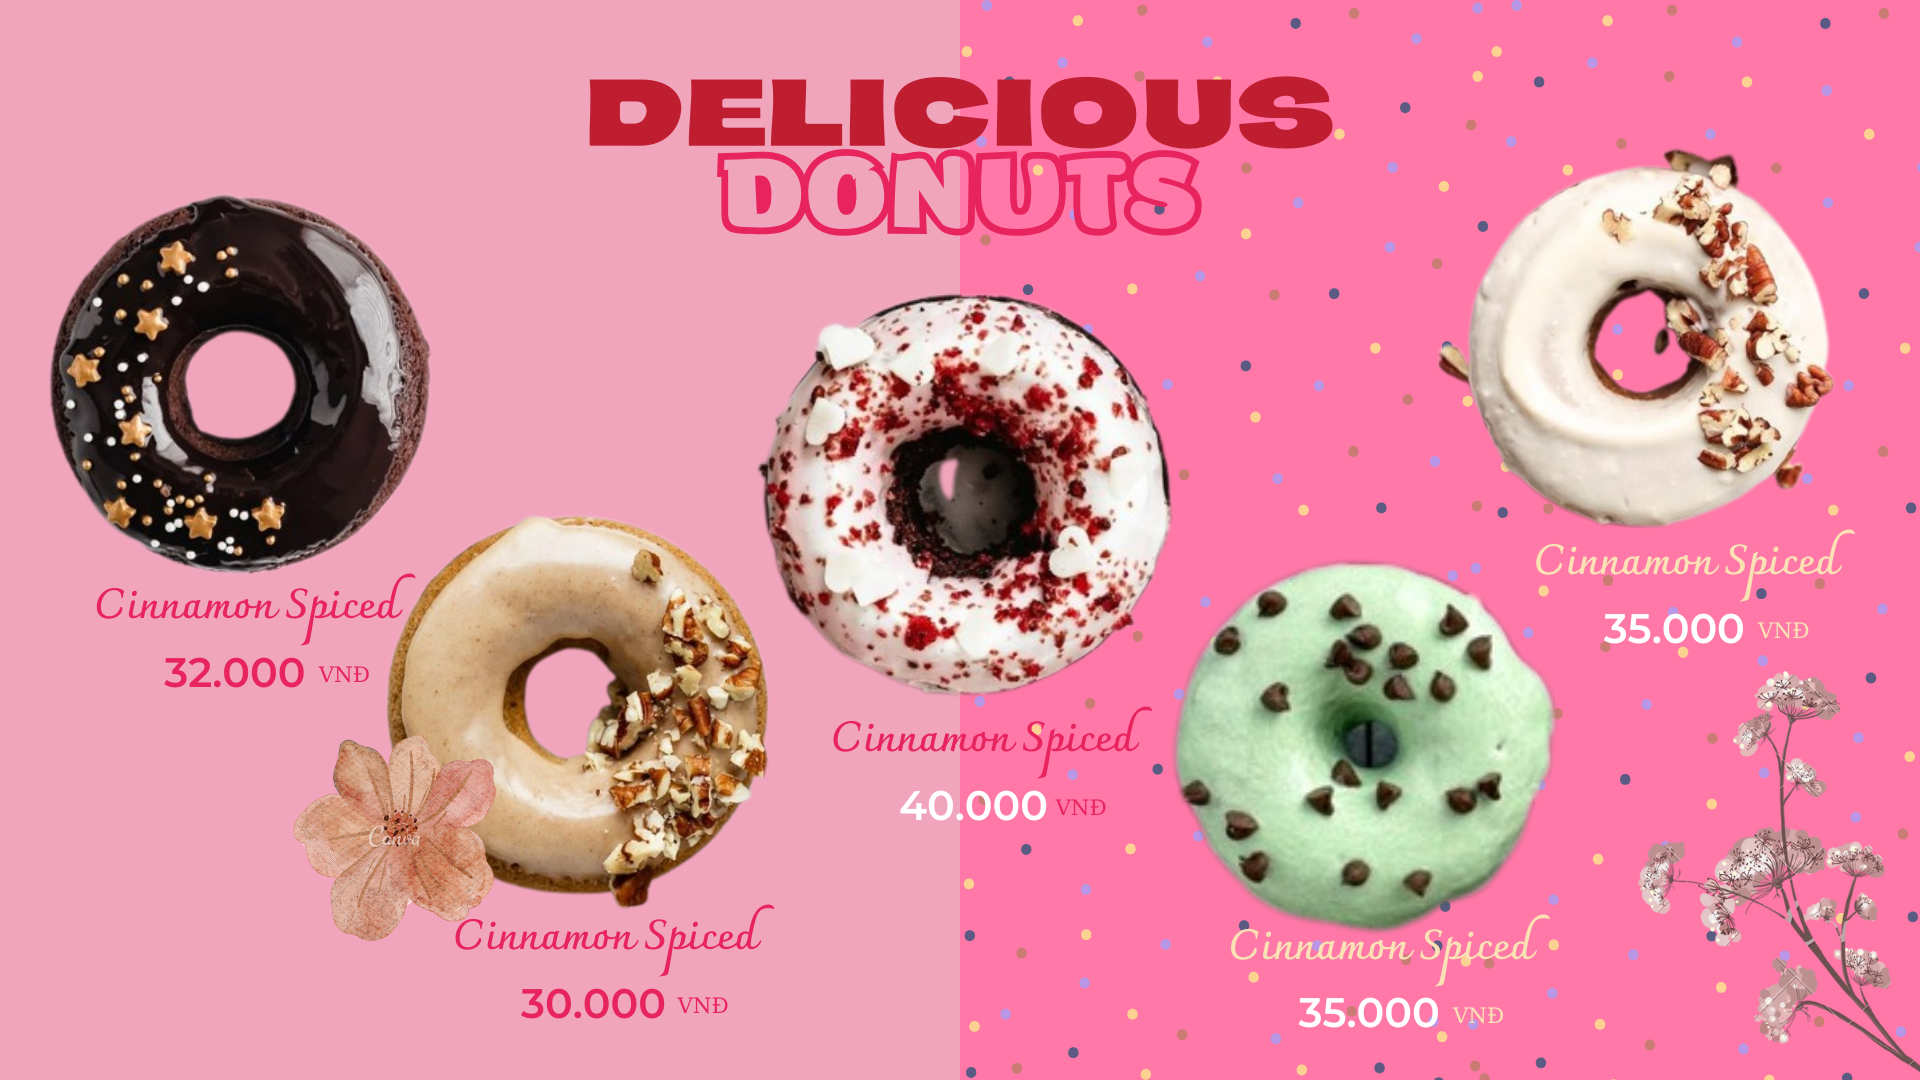 DELICIOUS
DONUTS
Cinnamon Spiced
32.000 VNĐ
Cinnamon Spiced
30.000 VNĐ
Cinnamon Spiced
40.000 VNĐ
Cinnamon Spiced
35.000 VNĐ
Cinnamon Spiced
35.000 VNĐ
Canva